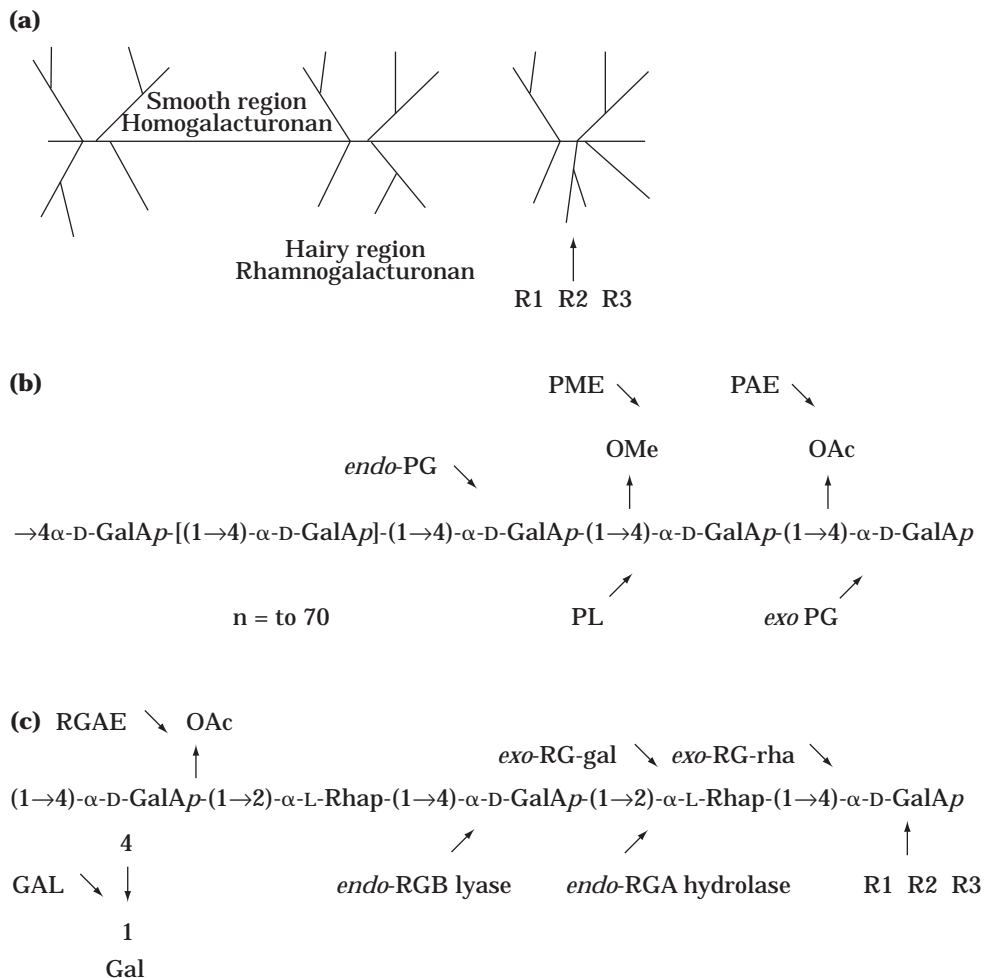 (a)
Smooth region
Homogalacturonan
Hairy region
Rhamnogalacturonan
R1 R2 R3
(b)
PME PAE
OMe OAc
endo-PG
→4α-D-GalAp-[(1→4)-α-D-GalAp]-(1→4)-α-D-GalAp-(1→4)-α-D-GalAp-(1→4)-α-D-GalAp
n = to 70 PL exo PG
(c) RGAE OAc
exo-RG-gal exo-RG-rha
(1→4)-α-D-GalAp-(1→2)-α-L-Rhap-(1→4)-α-D-GalAp-(1→2)-α-L-Rhap-(1→4)-α-D-GalAp
4
GAL endo-RGB lyase endo-RGA hydrolase R1 R2 R3
1
Gal